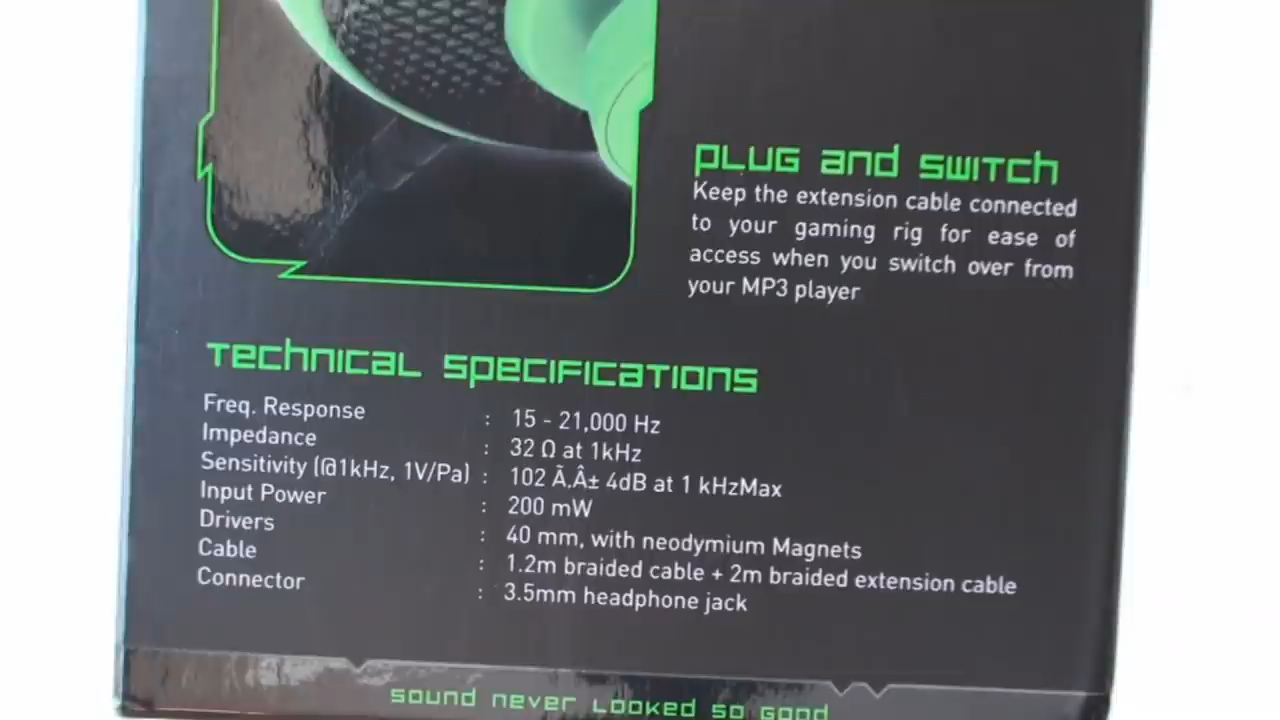 PLUG and SWITCH
Keep the extension cable connected
to your gaming rig for ease of
access when you switch over from
your MP3 player
Technical Specifications
Freq. Response : 15 - 21,000 Hz
Impedance : 32 Ω at 1kHz
Sensitivity (@1kHz, 1V/Pa) : 102 Ã.Â± 4dB at 1 kHzMax
Input Power : 200 mW
Drivers : 40 mm, with neodymium Magnets
Cable : 1.2m braided cable + 2m braided extension cable
Connector : 3.5mm headphone jack
sound never Looked so good